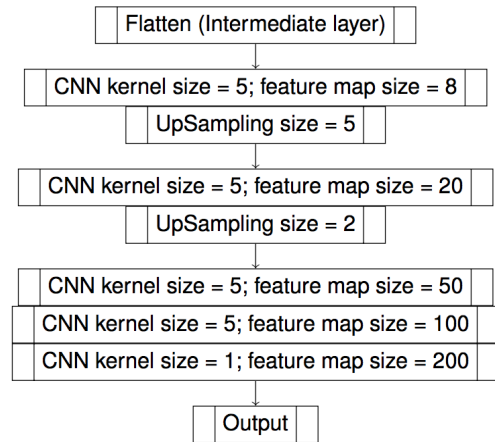 Flatten (Intermediate layer)
CNN kernel size = 5; feature map size = 8
UpSampling size = 5
CNN kernel size = 5; feature map size = 20
UpSampling size = 2
CNN kernel size = 5; feature map size = 50
CNN kernel size = 5; feature map size = 100
CNN kernel size = 1; feature map size = 200
Output